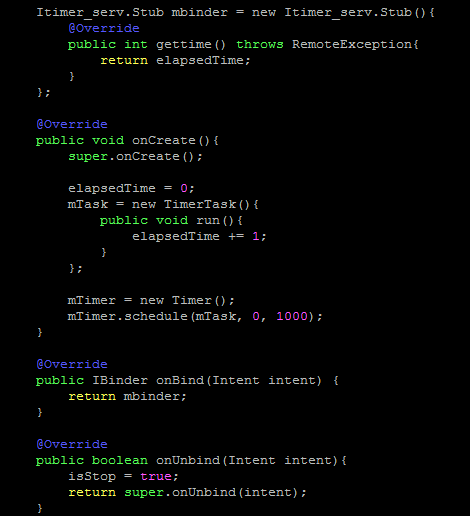 Itimer_serv.Stub mbinder = new Itimer_serv.Stub(){
    @Override
    public int gettime() throws RemoteException{
        return elapsedTime;
    }
};

@Override
public void onCreate(){
    super.onCreate();

    elapsedTime = 0;
    mTask = new TimerTask(){
        public void run(){
            elapsedTime += 1;
        }
    };

    mTimer = new Timer();
    mTimer.schedule(mTask, 0, 1000);
}

@Override
public IBinder onBind(Intent intent) {
    return mbinder;
}

@Override
public boolean onUnbind(Intent intent){
    isStop = true;
    return super.onUnbind(intent);
}